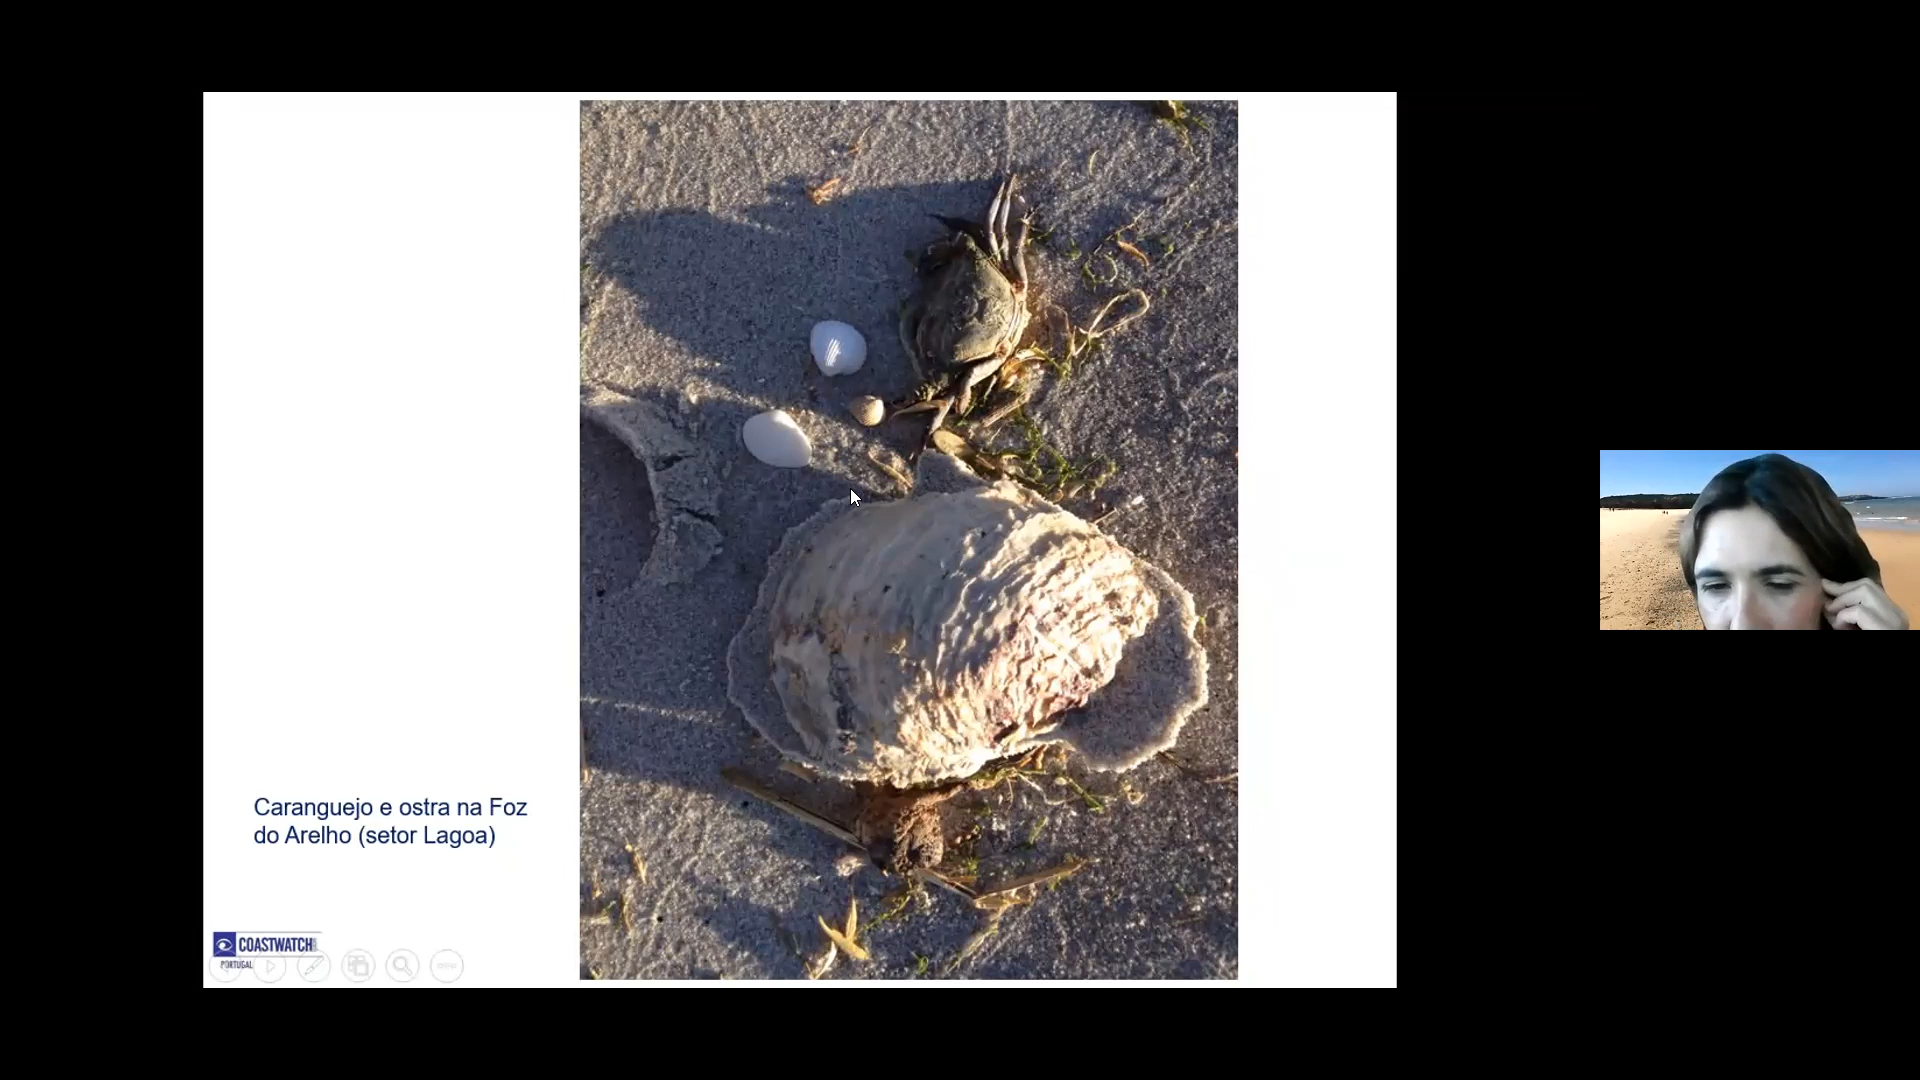 Caranguejo e ostra na Foz
do Arelho (setor Lagoa)
COASTWATCH
PORTUGAL